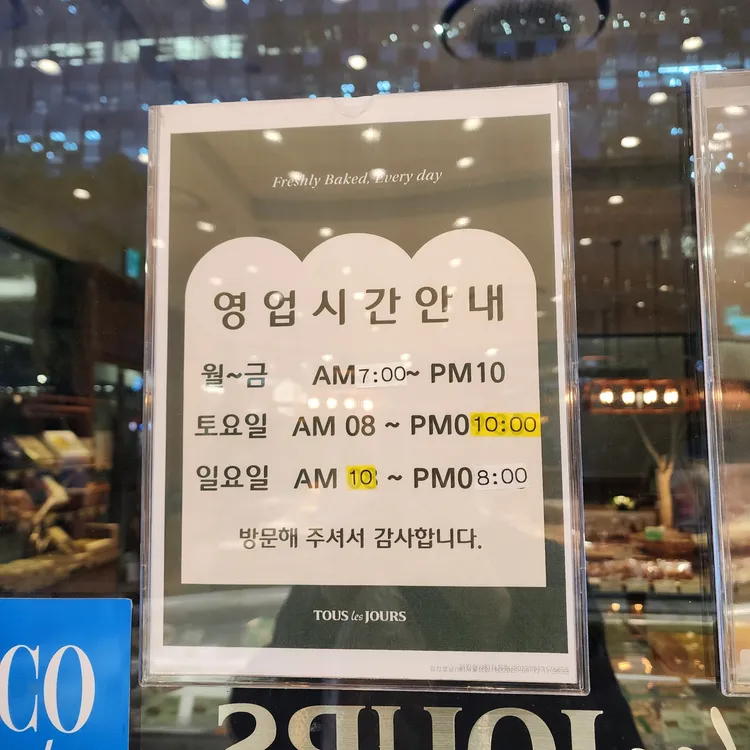 Freshly Baked, Every day
영업시간안내
월~금 AM7:00~ PM10
토요일 AM 08 ~ PM010:00
일요일 AM 10 ~ PM08:00
방문해 주셔서 감사합니다.
TOUS les JOURS
CO
JOURS